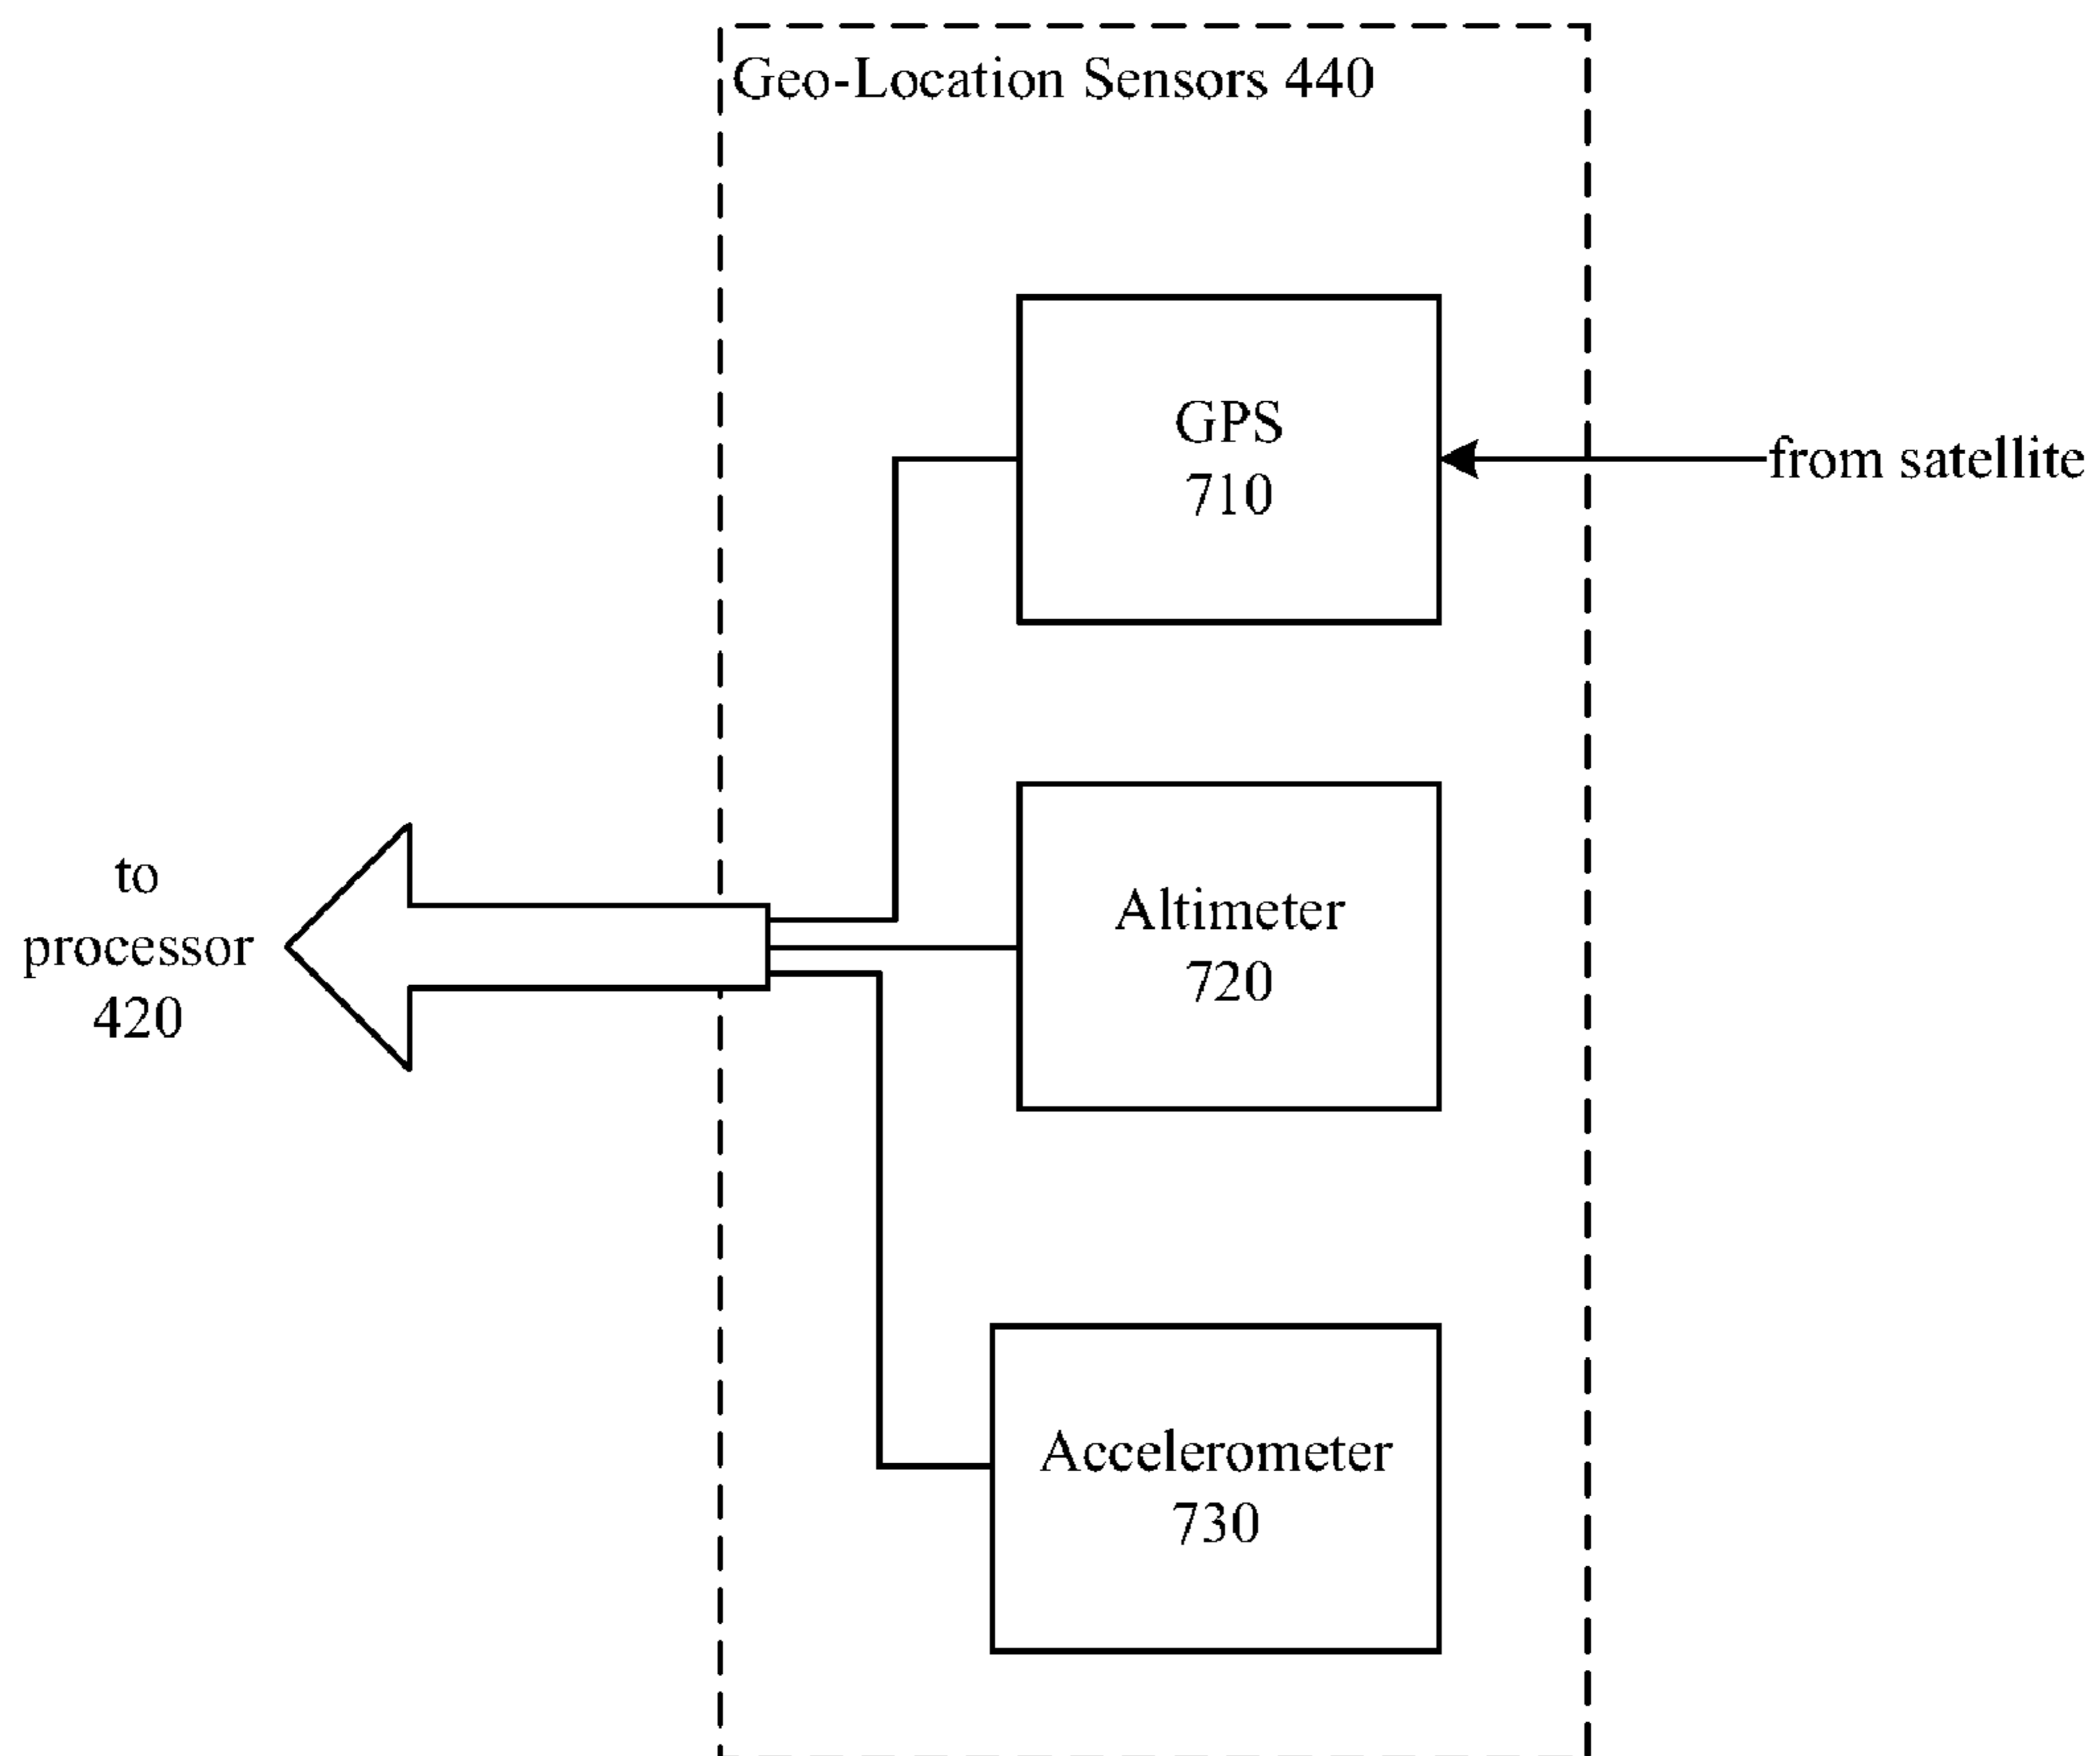 Geo-Location Sensors 440
GPS
710
from satellite
to
processor
420
Altimeter
720
Accelerometer
730